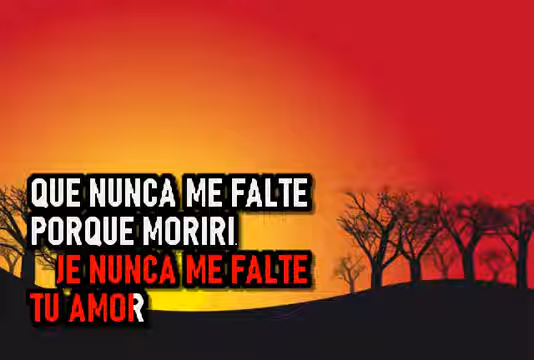 QUE NUNCA ME FALTE
PORQUE MORIRI
JE NUNCA ME FALTE
TU AMOR